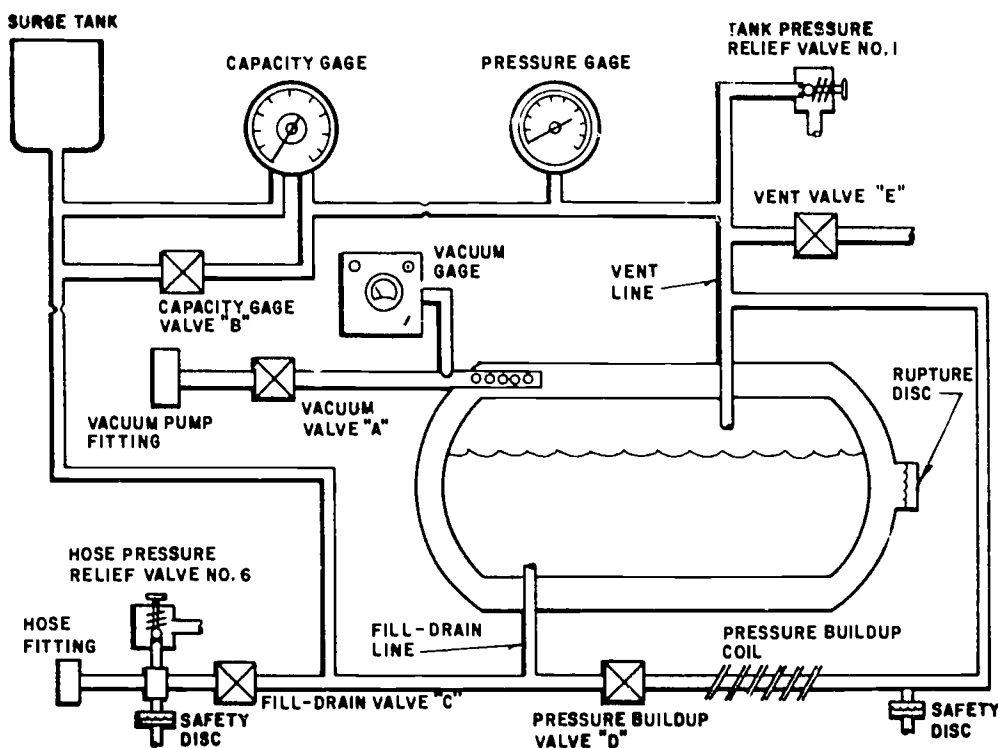 SURGE TANK
CAPACITY GAGE
PRESSURE GAGE
TANK PRESSURE
RELIEF VALVE NO. 1
VENT VALVE "E"
VACUUM
GAGE
VENT
LINE
CAPACITY GAGE
VALVE "B"
RUPTURE
DISC
VACUUM PUMP
FITTING
VACUUM
VALVE "A"
HOSE PRESSURE
RELIEF VALVE NO. 6
HOSE
FITTING
FILL-DRAIN
LINE
PRESSURE BUILDUP
COIL
FILL-DRAIN VALVE "C"
SAFETY
DISC
PRESSURE BUILDUP
VALVE "D"
SAFETY
DISC